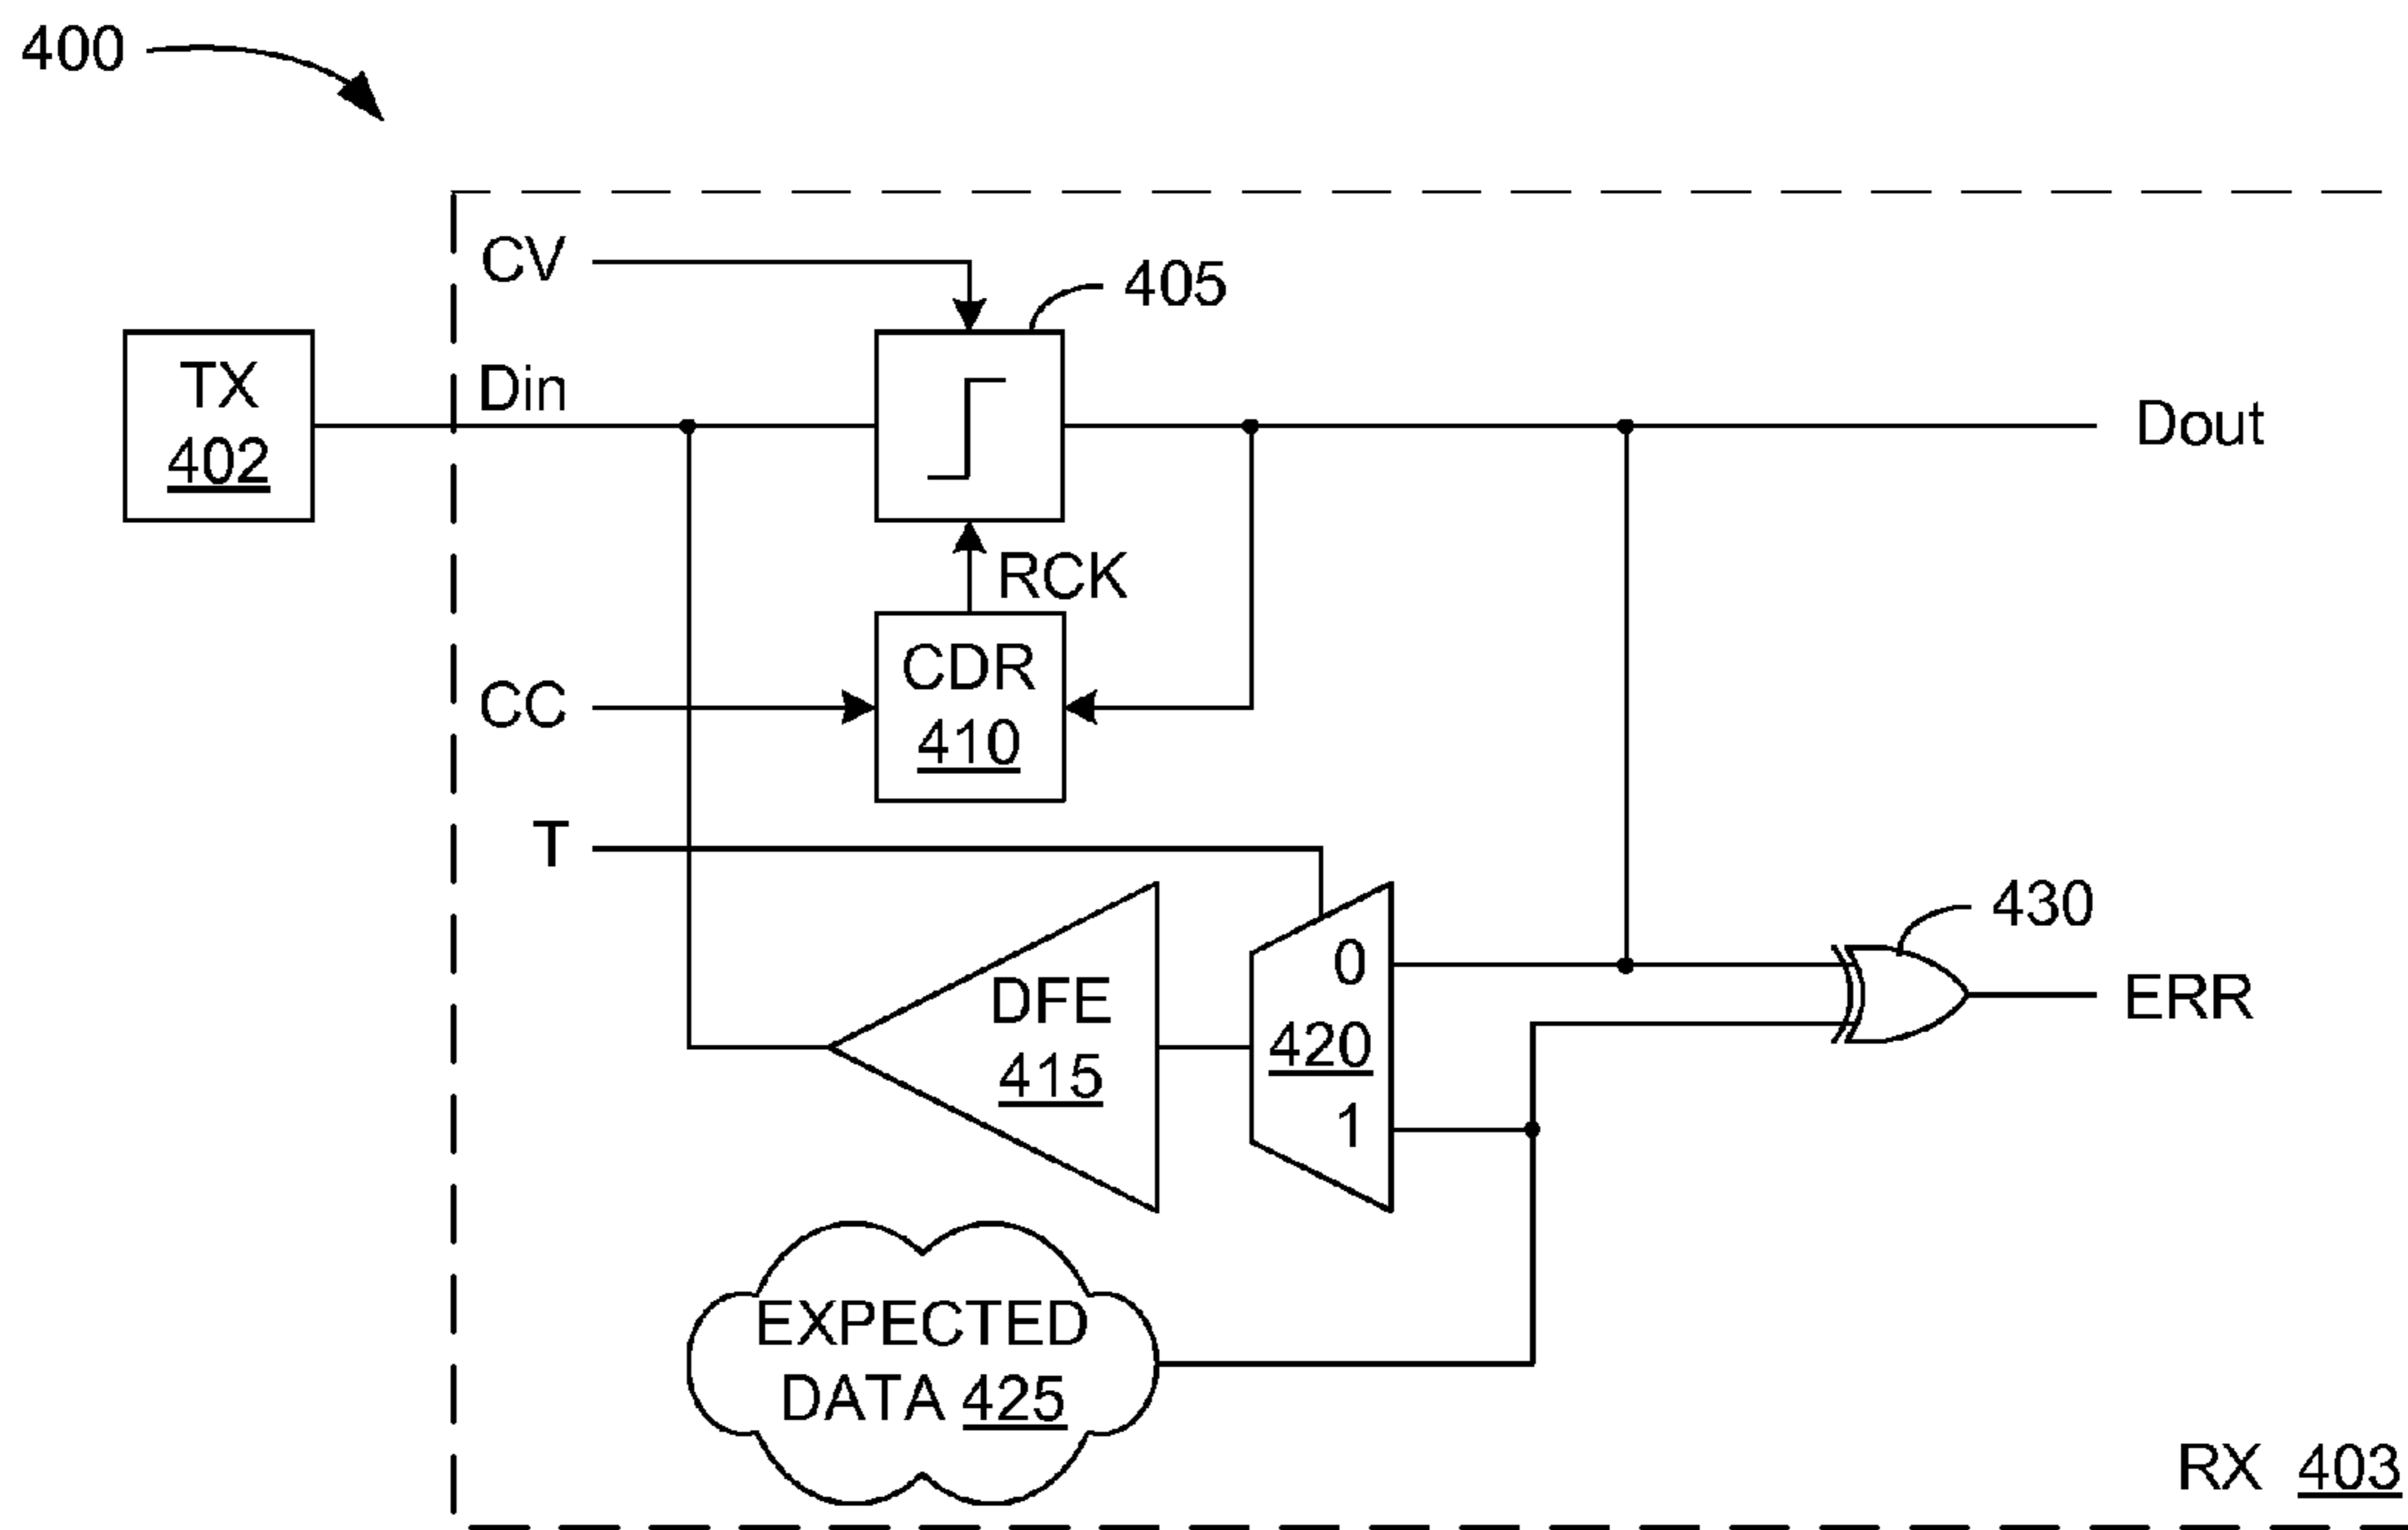 400
CV
405
TX
402
Din
Dout
RCK
CDR
410
CC
T
430
0
DFE
415
420
1
ERR
EXPECTED
DATA 425
RX 403